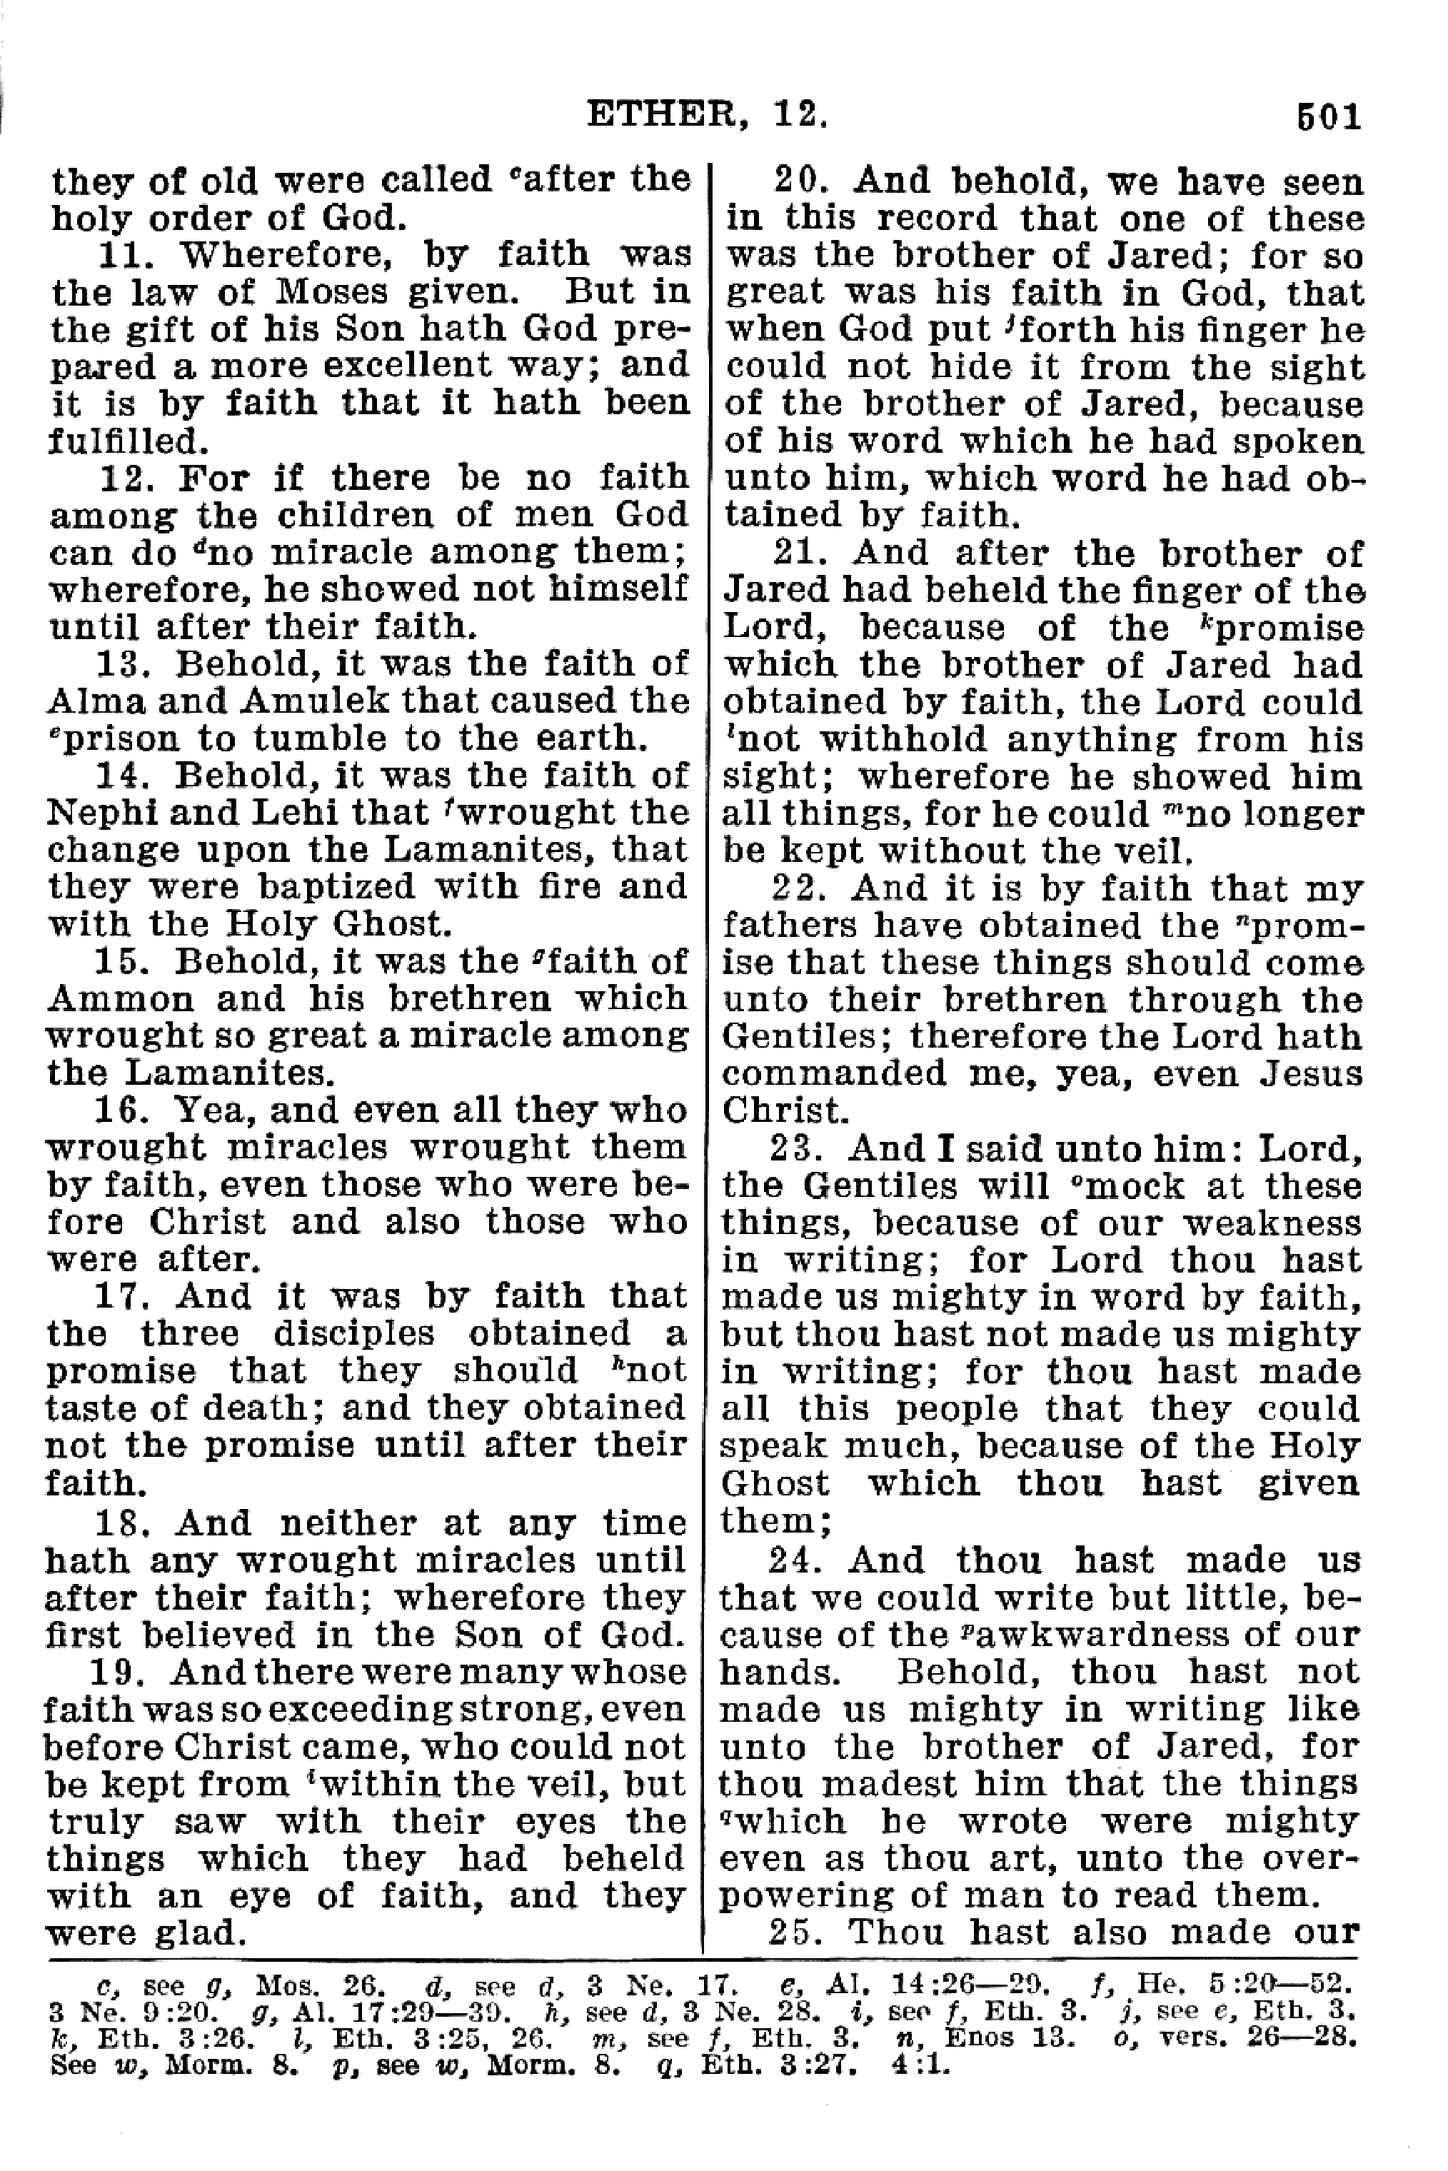 ETHER, 12.
501
they of old were called ᶜafter the
holy order of God.
11. Wherefore, by faith was
the law of Moses given. But in
the gift of his Son hath God pre-
pared a more excellent way; and
it is by faith that it hath been
fulfilled.
12. For if there be no faith
among the children of men God
can do ᵈno miracle among them;
wherefore, he showed not himself
until after their faith.
13. Behold, it was the faith of
Alma and Amulek that caused the
ᵉprison to tumble to the earth.
14. Behold, it was the faith of
Nephi and Lehi that ᶠwrought the
change upon the Lamanites, that
they were baptized with fire and
with the Holy Ghost.
15. Behold, it was the ᵍfaith of
Ammon and his brethren which
wrought so great a miracle among
the Lamanites.
16. Yea, and even all they who
wrought miracles wrought them
by faith, even those who were be-
fore Christ and also those who
were after.
17. And it was by faith that
the three disciples obtained a
promise that they should ʰnot
taste of death; and they obtained
not the promise until after their
faith.
18. And neither at any time
hath any wrought miracles until
after their faith; wherefore they
first believed in the Son of God.
19. And there were many whose
faith was so exceeding strong, even
before Christ came, who could not
be kept from ⁱwithin the veil, but
truly saw with their eyes the
things which they had beheld
with an eye of faith, and they
were glad.
20. And behold, we have seen
in this record that one of these
was the brother of Jared; for so
great was his faith in God, that
when God put ʲforth his finger he
could not hide it from the sight
of the brother of Jared, because
of his word which he had spoken
unto him, which word he had ob-
tained by faith.
21. And after the brother of
Jared had beheld the finger of the
Lord, because of the ᵏpromise
which the brother of Jared had
obtained by faith, the Lord could
ˡnot withhold anything from his
sight; wherefore he showed him
all things, for he could ᵐno longer
be kept without the veil.
22. And it is by faith that my
fathers have obtained the ⁿprom-
ise that these things should come
unto their brethren through the
Gentiles; therefore the Lord hath
commanded me, yea, even Jesus
Christ.
23. And I said unto him: Lord,
the Gentiles will ᵒmock at these
things, because of our weakness
in writing; for Lord thou hast
made us mighty in word by faith,
but thou hast not made us mighty
in writing; for thou hast made
all this people that they could
speak much, because of the Holy
Ghost which thou hast given
them;
24. And thou hast made us
that we could write but little, be-
cause of the ᵖawkwardness of our
hands. Behold, thou hast not
made us mighty in writing like
unto the brother of Jared, for
thou madest him that the things
𐞥which he wrote were mighty
even as thou art, unto the over-
powering of man to read them.
25. Thou hast also made our
c, see g, Mos. 26. d, see d, 3 Ne. 17. e, Al. 14:26—29. f, He. 5:20—52.
3 Ne. 9:20. g, Al. 17:29—39. h, see d, 3 Ne. 28. i, see f, Eth. 3. j, see e, Eth. 3.
k, Eth. 3:26. l, Eth. 3:25, 26. m, see f, Eth. 3. n, Enos 13. o, vers. 26—28.
See w, Morm. 8. p, see w, Morm. 8. q, Eth. 3:27. 4:1.